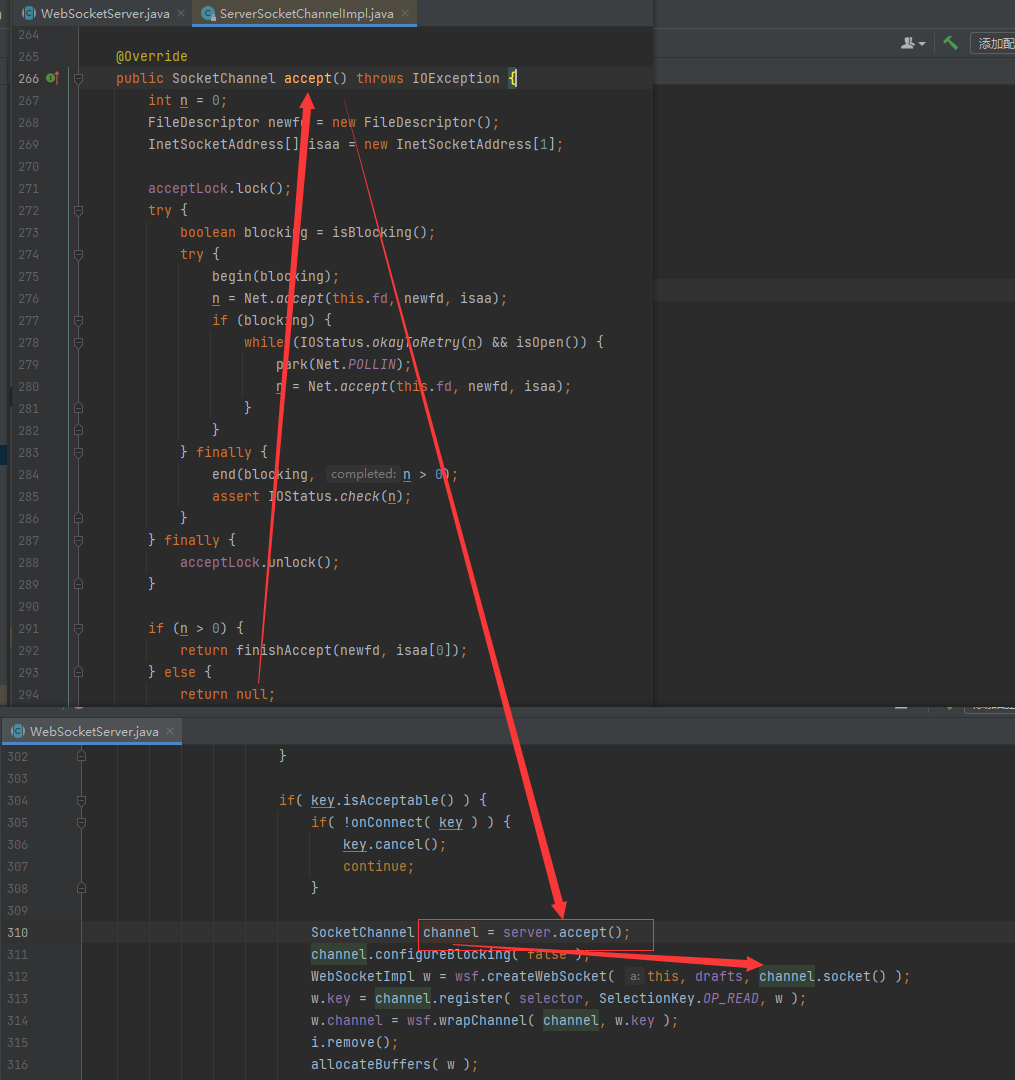 WebSocketServer.java × ServerSocketChannelImpl.java ×
添加配
264
265 @Override
266 public SocketChannel accept() throws IOException {
267 int n = 0;
268 FileDescriptor newfd = new FileDescriptor();
269 InetSocketAddress[] isaa = new InetSocketAddress[1];
270
271 acceptLock.lock();
272 try {
273 boolean blocking = isBlocking();
274 try {
275 begin(blocking);
276 n = Net.accept(this.fd, newfd, isaa);
277 if (blocking) {
278 while (IOStatus.okayToRetry(n) && isOpen()) {
279 park(Net.POLLIN);
280 n = Net.accept(this.fd, newfd, isaa);
281 }
282 }
283 } finally {
284 end(blocking, completed: n > 0);
285 assert IOStatus.check(n);
286 }
287 } finally {
288 acceptLock.unlock();
289 }
290
291 if (n > 0) {
292 return finishAccept(newfd, isaa[0]);
293 } else {
294 return null;
WebSocketServer.java ×
302 }
303
304 if( key.isAcceptable() ) {
305 if( !onConnect( key ) ) {
306 key.cancel();
307 continue;
308 }
309
310 SocketChannel channel = server.accept();
311 channel.configureBlocking( false );
312 WebSocketImpl w = wsf.createWebSocket( a: this, drafts, channel.socket() );
313 w.key = channel.register( selector, SelectionKey.OP_READ, w );
314 w.channel = wsf.wrapChannel( channel, w.key );
315 i.remove();
316 allocateBuffers( w );